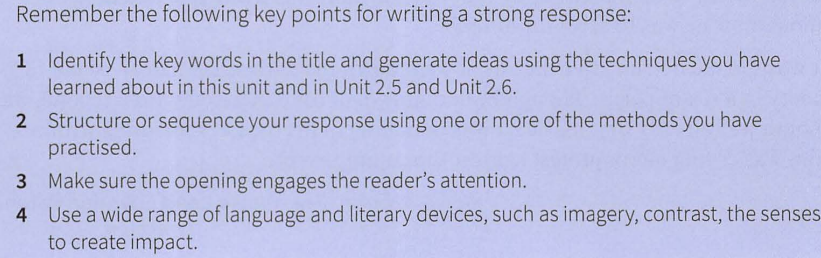 Remember the following key points for writing a strong response:
1 Identify the key words in the title and generate ideas using the techniques you have
learned about in this unit and in Unit 2.5 and Unit 2.6.
2 Structure or sequence your response using one or more of the methods you have
practised.
3 Make sure the opening engages the reader's attention.
4 Use a wide range of language and literary devices, such as imagery, contrast, the senses
to create impact.